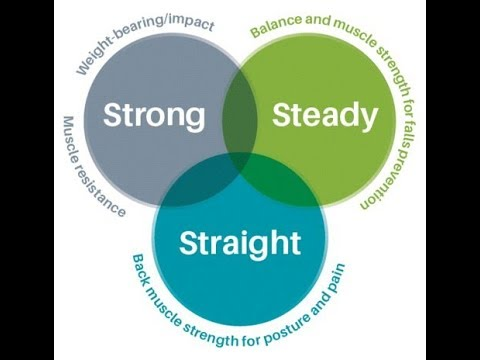 Weight-bearing/impact
Balance and muscle strength for falls prevention
Strong
Steady
Muscle resistance
Straight
Back muscle strength for posture and pain